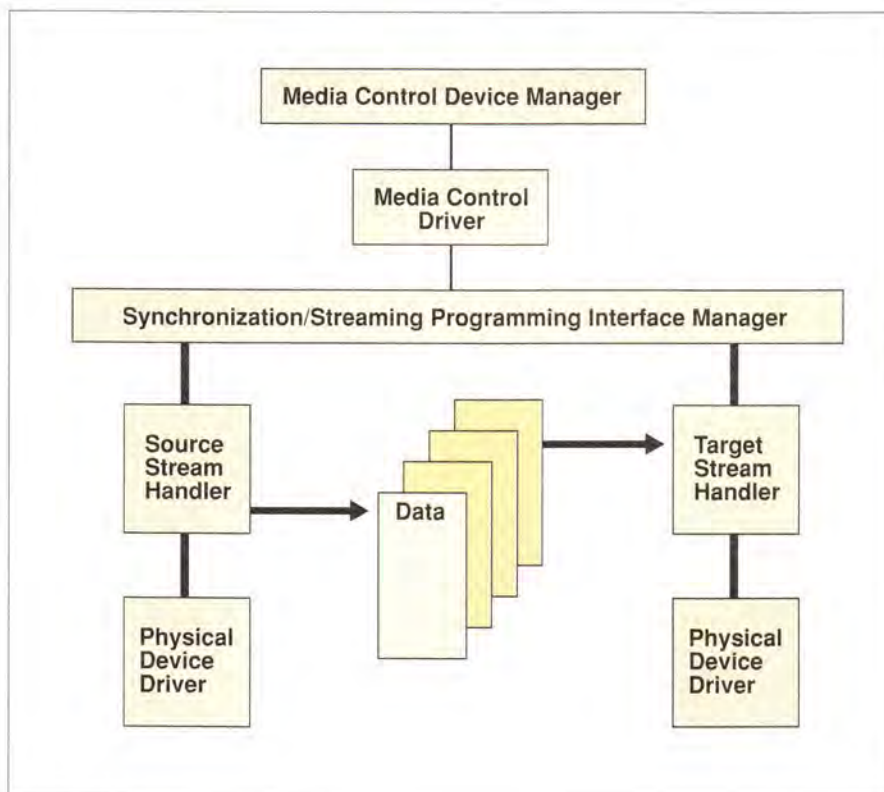 Media Control Device Manager
Media Control
Driver
Synchronization/Streaming Programming Interface Manager
Source
Stream
Handler
Data
Target
Stream
Handler
Physical
Device
Driver
Physical
Device
Driver